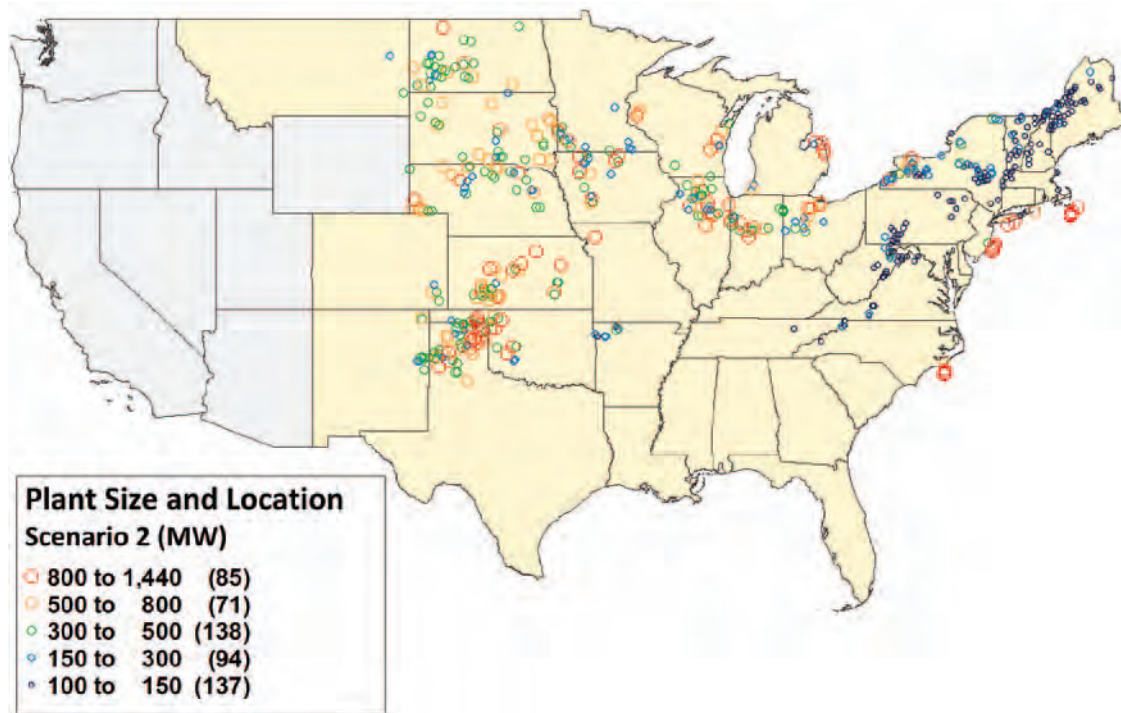 Plant Size and Location
Scenario 2 (MW)
800 to 1,440 (85)
500 to 800 (71)
300 to 500 (138)
150 to 300 (94)
100 to 150 (137)